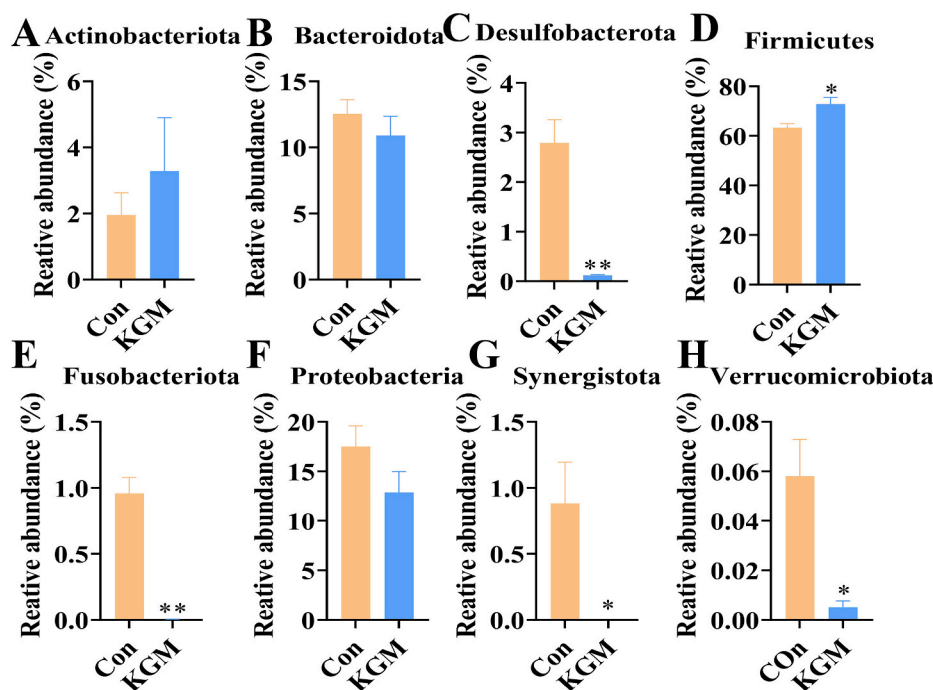 A Actinobacteriota
Reative abundance (%)
6
4
2
0
Con KGM
B Bacteroidota
Reative abundance (%)
15
10
5
0
Con KGM
C Desulfobacterota
Reative abundance (%)
4
3
2
1
0
**
Con KGM
D Firmicutes
Reative abundance (%)
80
60
40
20
0
*
Con KGM
E Fusobacteriota
Reative abundance (%)
1.5
1.0
0.5
0.0
**
Con KGM
F Proteobacteria
Reative abundance (%)
20
15
10
5
0
Con KGM
G Synergistota
Reative abundance (%)
1.5
1.0
0.5
0.0
*
Con KGM
H Verrucomicrobiota
Reative abundance (%)
0.08
0.06
0.04
0.02
0.00
*
COn KGM